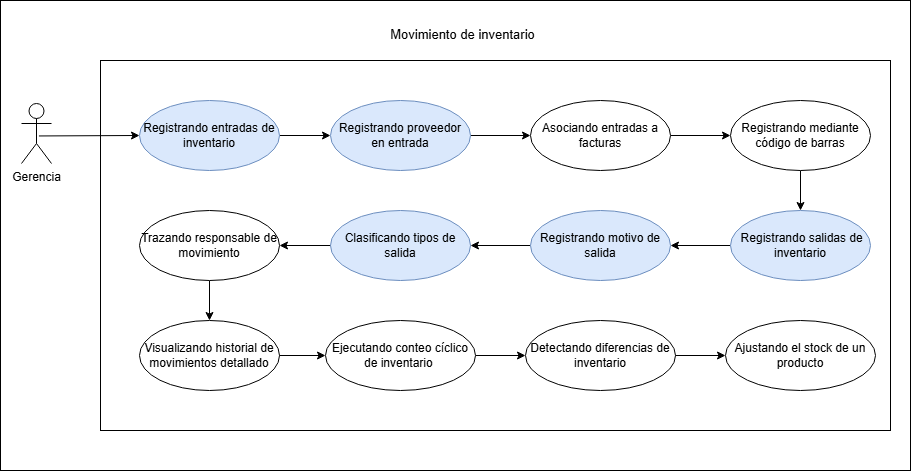 Movimiento de inventario
Gerencia
Registrando entradas de
inventario
Registrando proveedor
en entrada
Asociando entradas a
facturas
Registrando mediante
código de barras
Trazando responsable de
movimiento
Clasificando tipos de
salida
Registrando motivo de
salida
Registrando salidas de
inventario
Visualizando historial de
movimientos detallado
Ejecutando conteo cíclico
de inventario
Detectando diferencias de
inventario
Ajustando el stock de un
producto